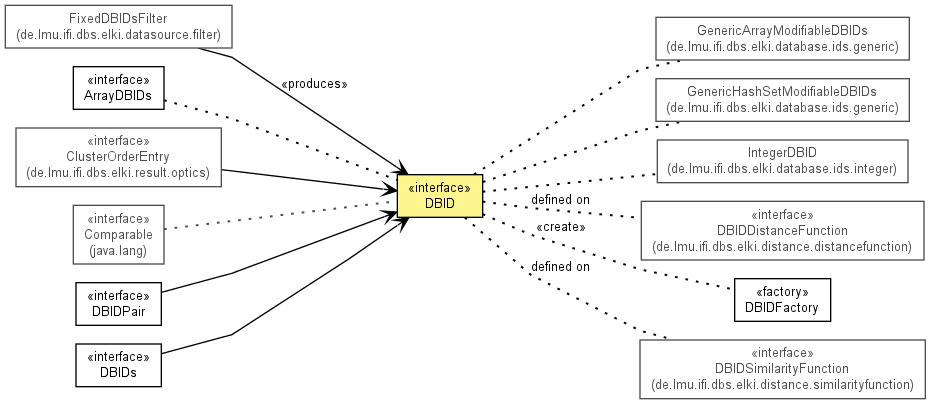 FixedDBIDsFilter
(de.lmu.ifi.dbs.elki.datasource.filter)
«produces»
«interface»
ArrayDBIDs
«interface»
ClusterOrderEntry
(de.lmu.ifi.dbs.elki.result.optics)
«interface»
Comparable
(java.lang)
«interface»
DBIDPair
«interface»
DBIDs
«interface»
DBID
GenericArrayModifiableDBIDs
(de.lmu.ifi.dbs.elki.database.ids.generic)
GenericHashSetModifiableDBIDs
(de.lmu.ifi.dbs.elki.database.ids.generic)
IntegerDBID
(de.lmu.ifi.dbs.elki.database.ids.integer)
defined on
«interface»
DBIDDistanceFunction
(de.lmu.ifi.dbs.elki.distance.distancefunction)
«create»
«factory»
DBIDFactory
defined on
«interface»
DBIDSimilarityFunction
(de.lmu.ifi.dbs.elki.distance.similarityfunction)